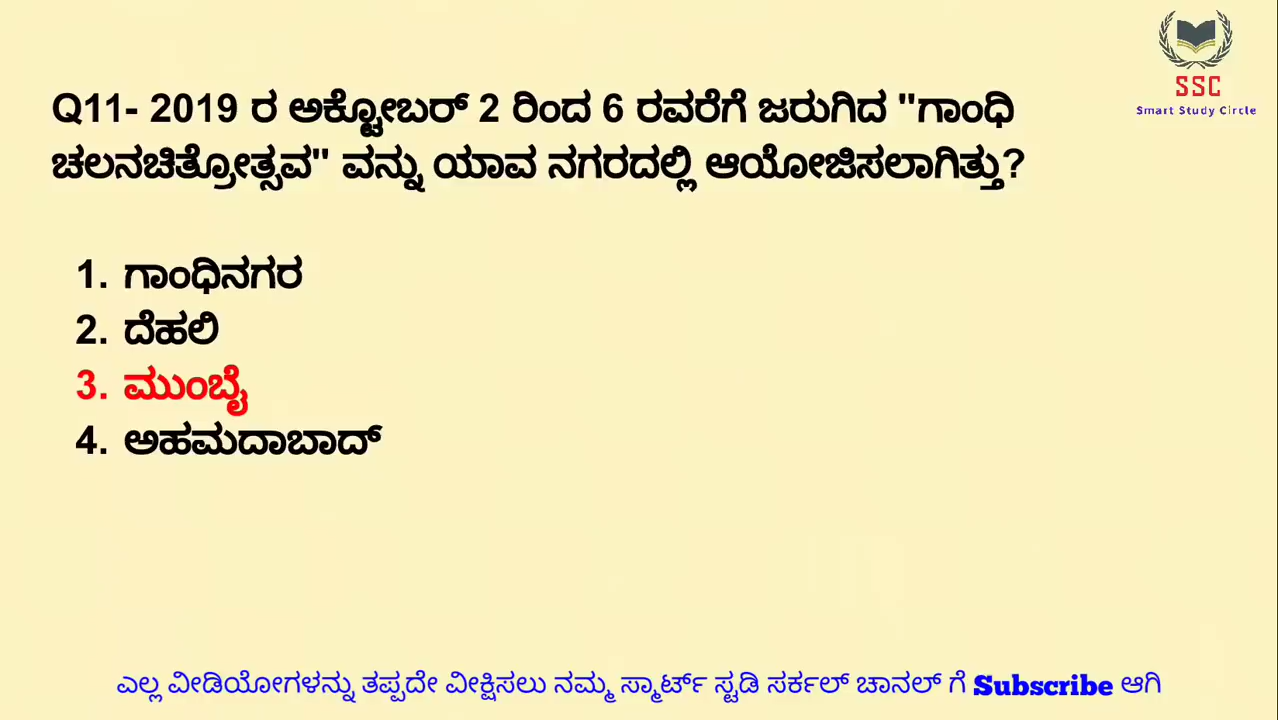 SSC
Smart Study Circle
Q11- 2019 ರ ಅಕ್ಟೋಬರ್ 2 ರಿಂದ 6 ರವರೆಗೆ ಜರುಗಿದ "ಗಾಂಧಿ
ಚಲನಚಿತ್ರೋತ್ಸವ" ವನ್ನು ಯಾವ ನಗರದಲ್ಲಿ ಆಯೋಜಿಸಲಾಗಿತ್ತು?
1. ಗಾಂಧಿನಗರ
2. ದೆಹಲಿ
3. ಮುಂಬೈ
4. ಅಹಮದಾಬಾದ್
ಎಲ್ಲ ವೀಡಿಯೋಗಳನ್ನು ತಪ್ಪದೇ ವೀಕ್ಷಿಸಲು ನಮ್ಮ ಸ್ಮಾರ್ಟ್ ಸ್ಟಡಿ ಸರ್ಕಲ್ ಚಾನಲ್ ಗೆ Subscribe ಆಗಿ